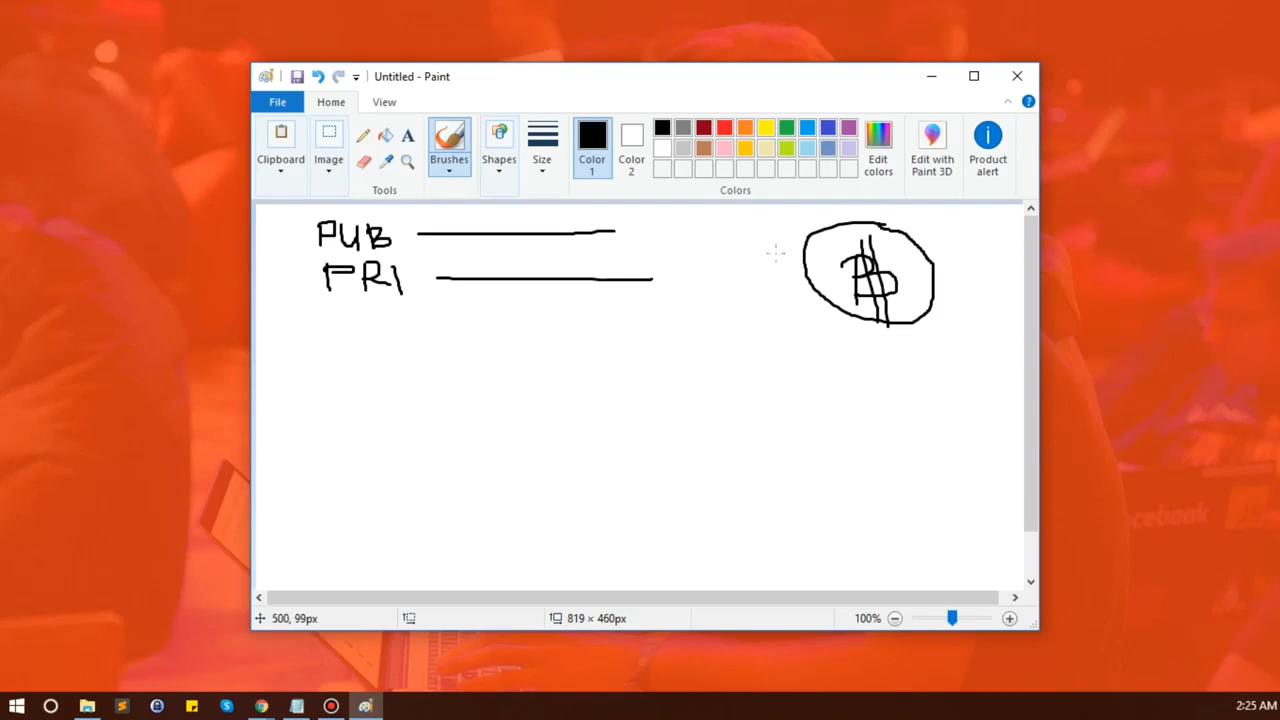 Untitled - Paint
File Home View
Clipboard
Image
Tools
Brushes
Shapes
Size
Color 1
Color 2
Edit colors
Colors
Edit with Paint 3D
Product alert
PUB
PRI
B
facebook
500, 99px
819 × 460px
100%
2:25 AM